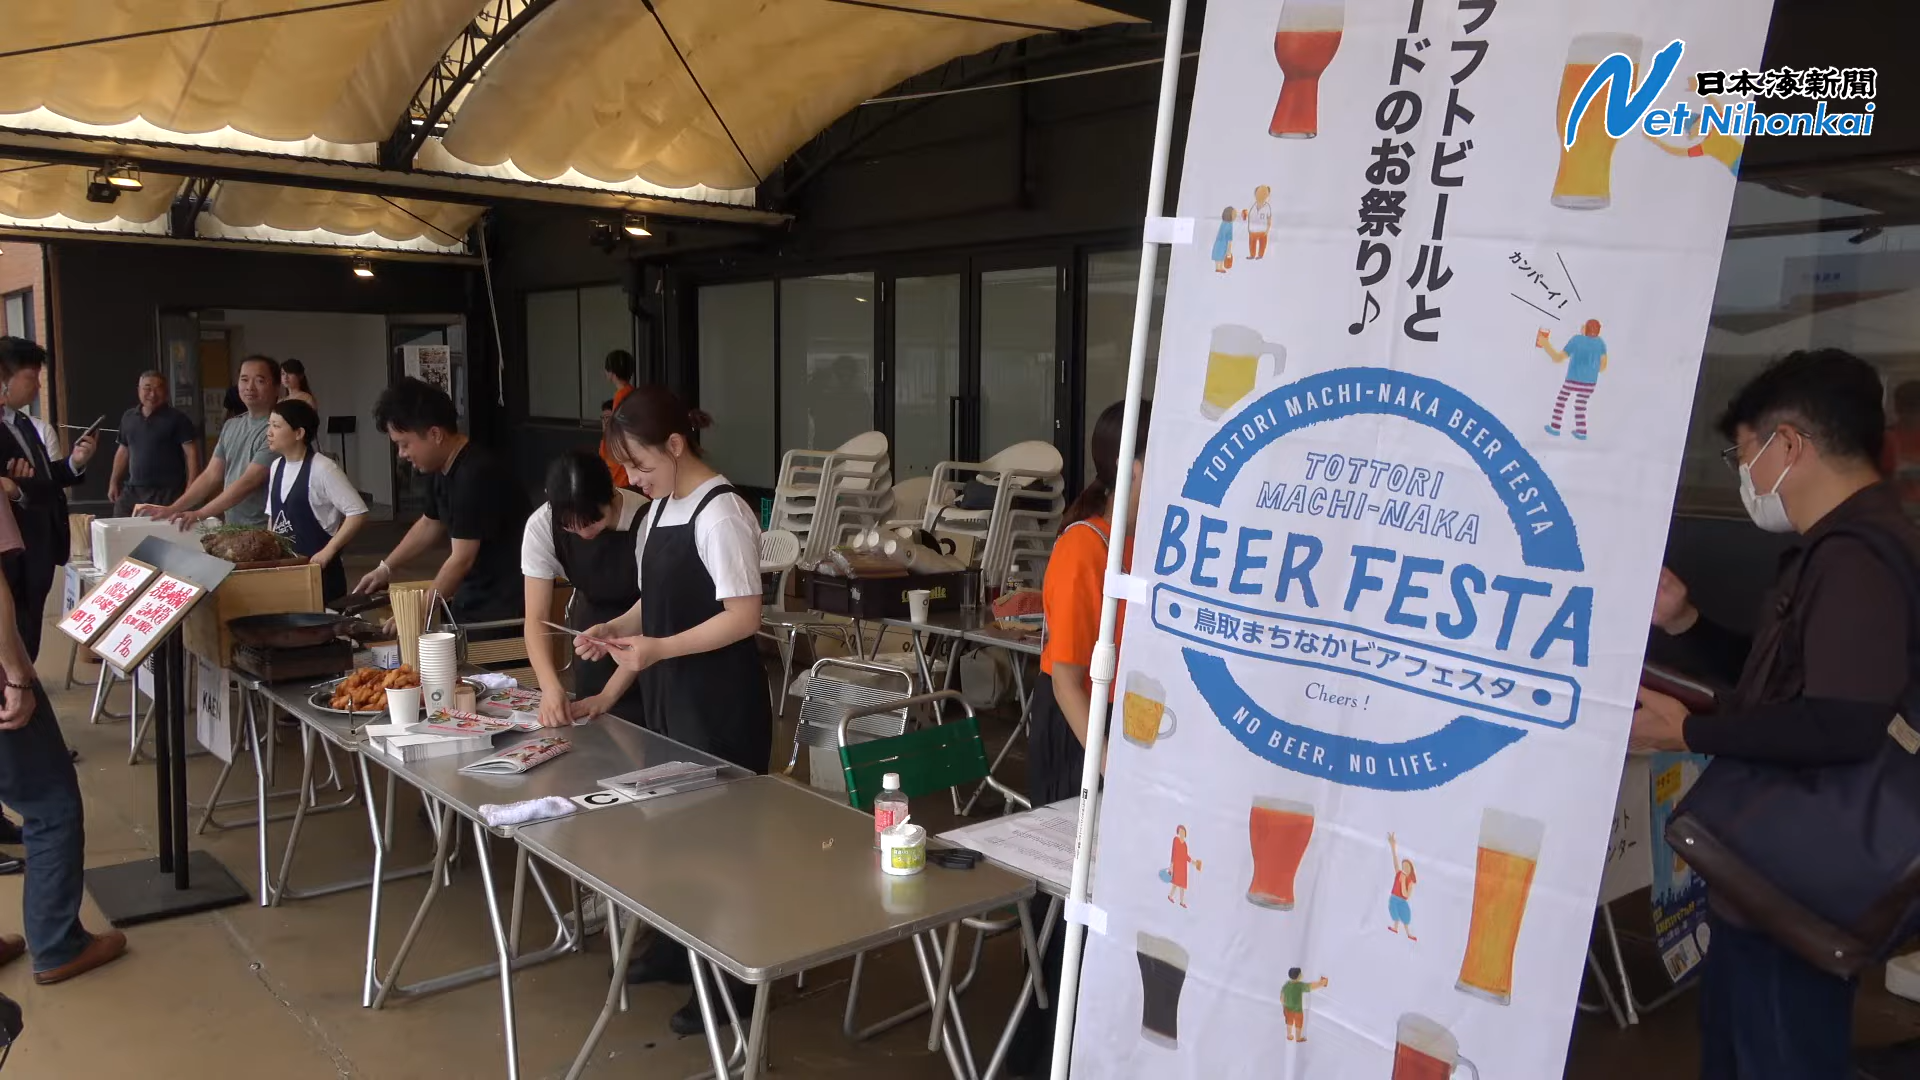 ラフトビールと
ードのお祭り♪
日本海新聞
Net Nihonkai
カンパーイ!
TOTTORI MACHI-NAKA BEER FESTA
TOTTORI
MACHI-NAKA
BEER FESTA
鳥取まちなかビアフェスタ
Cheers !
NO BEER, NO LIFE.